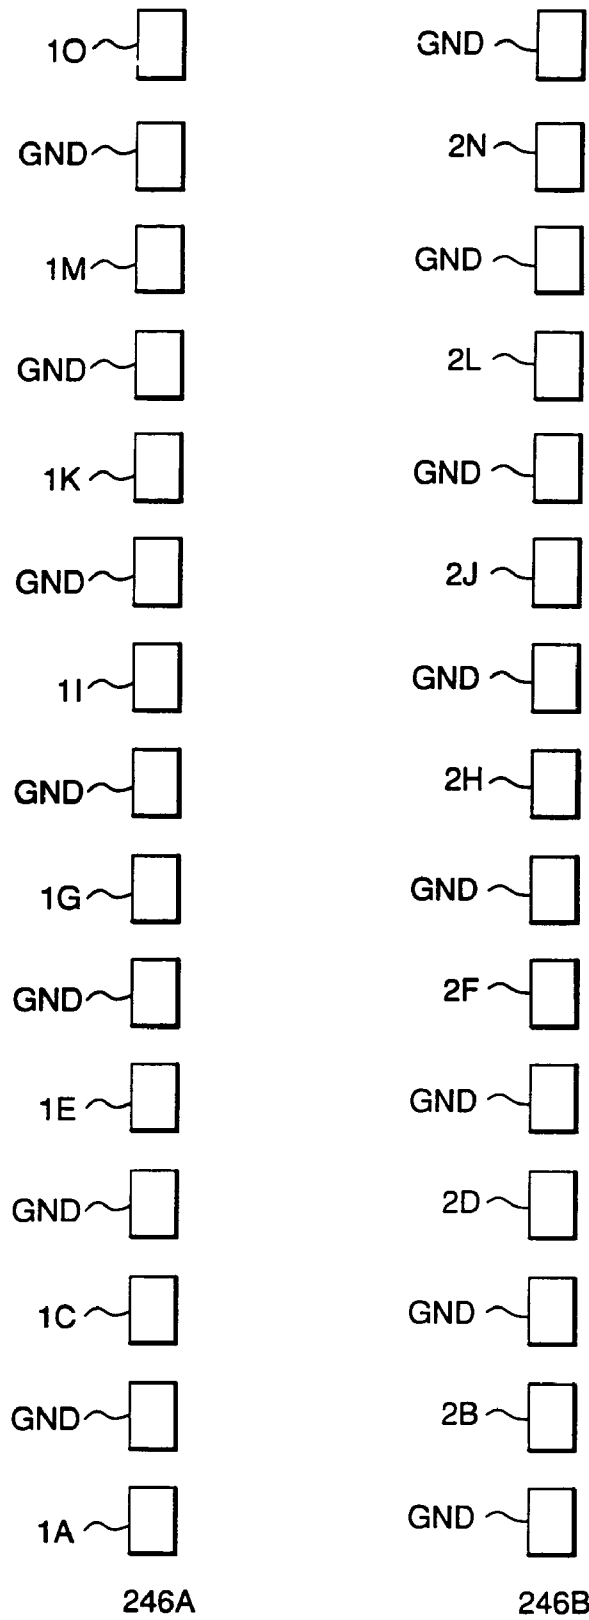 1O GND
GND 2N
1M GND
GND 2L
1K GND
GND 2J
1I GND
GND 2H
1G GND
GND 2F
1E GND
GND 2D
1C GND
GND 2B
1A GND
246A 246B